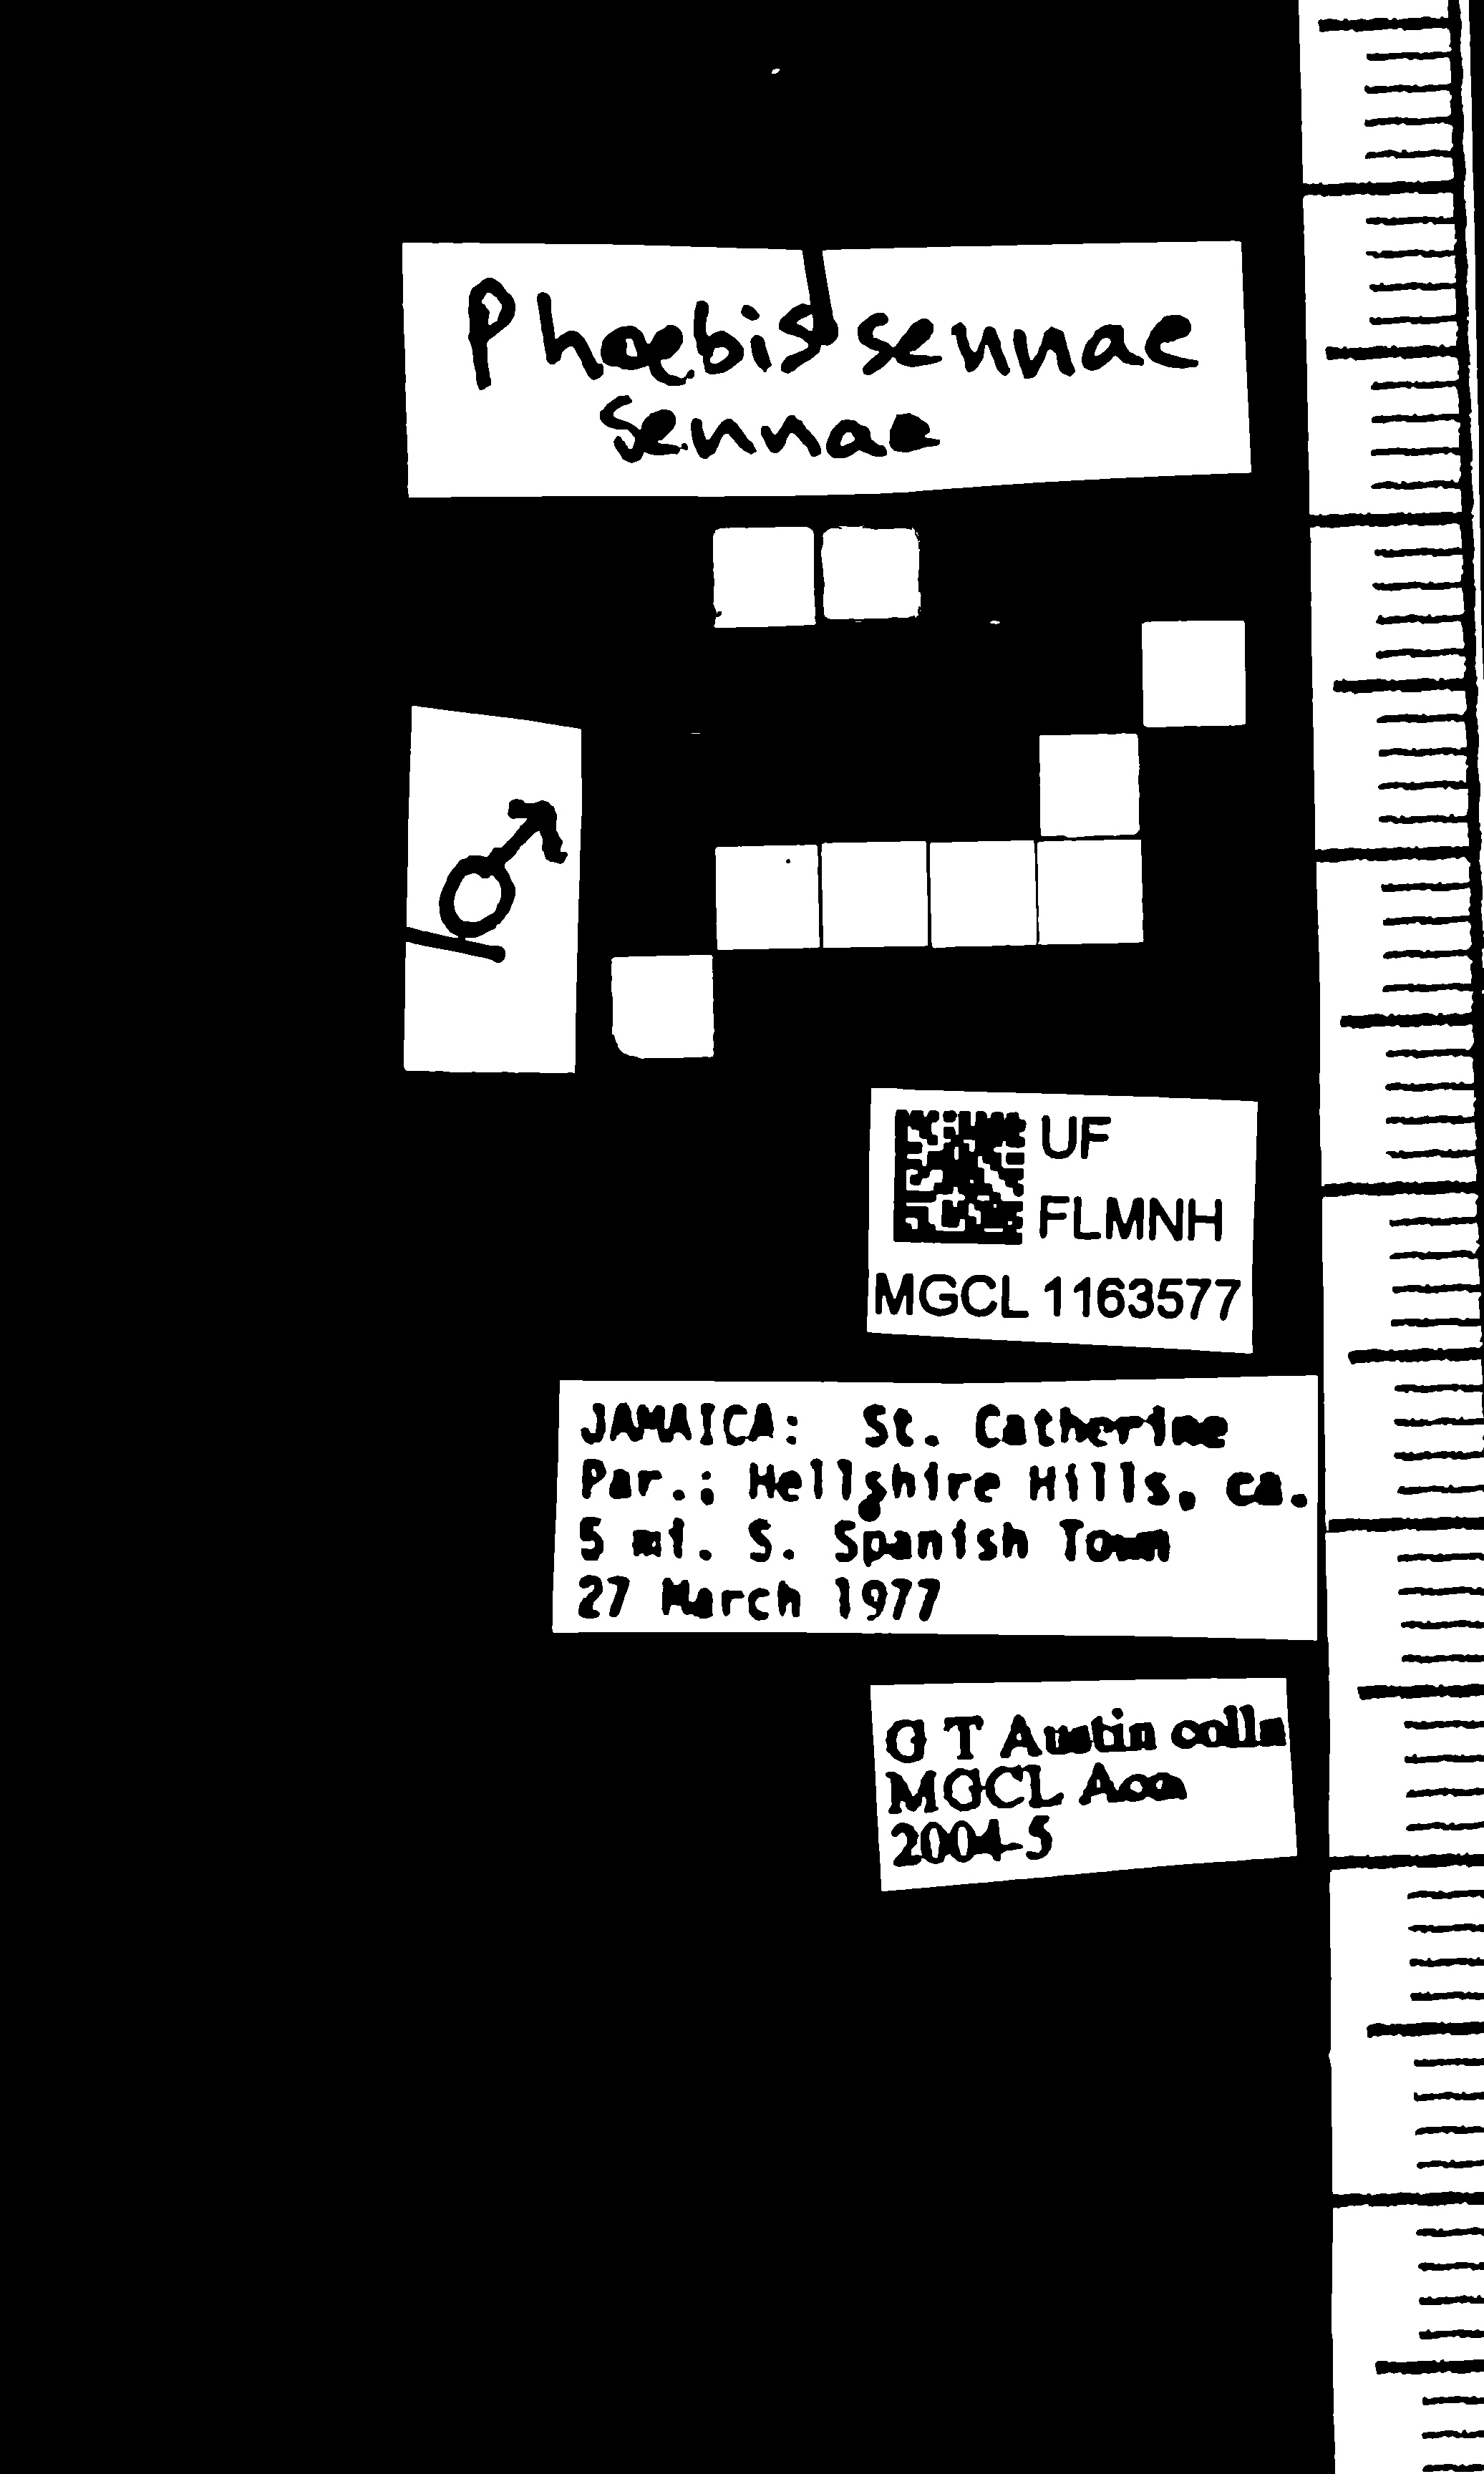 Phoebis sennae
sennae
♂
UF
FLMNH
MGCL 1163577
JAMAICA: St. Catherine
Par.; Hellshire Hills, ca.
5 mi. S. Spanish Town
27 March 1977
G T Austin colln
MGCL Acc
2004-5